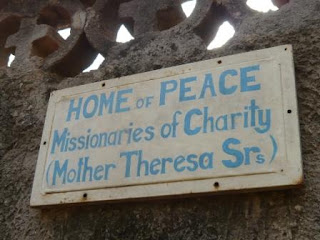 HOME OF PEACE
Missionaries of Charity
(Mother Theresa Srs)